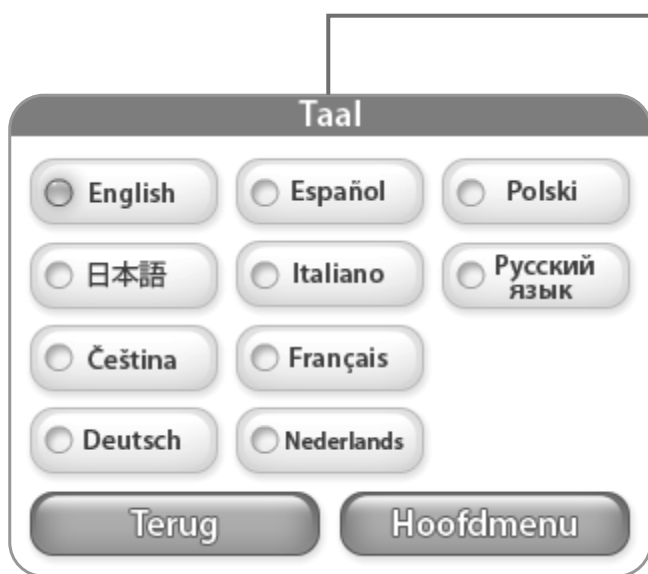 Taal
English
Español
Polski
日本語
Italiano
Русский
язык
Čeština
Français
Deutsch
Nederlands
Terug
Hoofdmenu